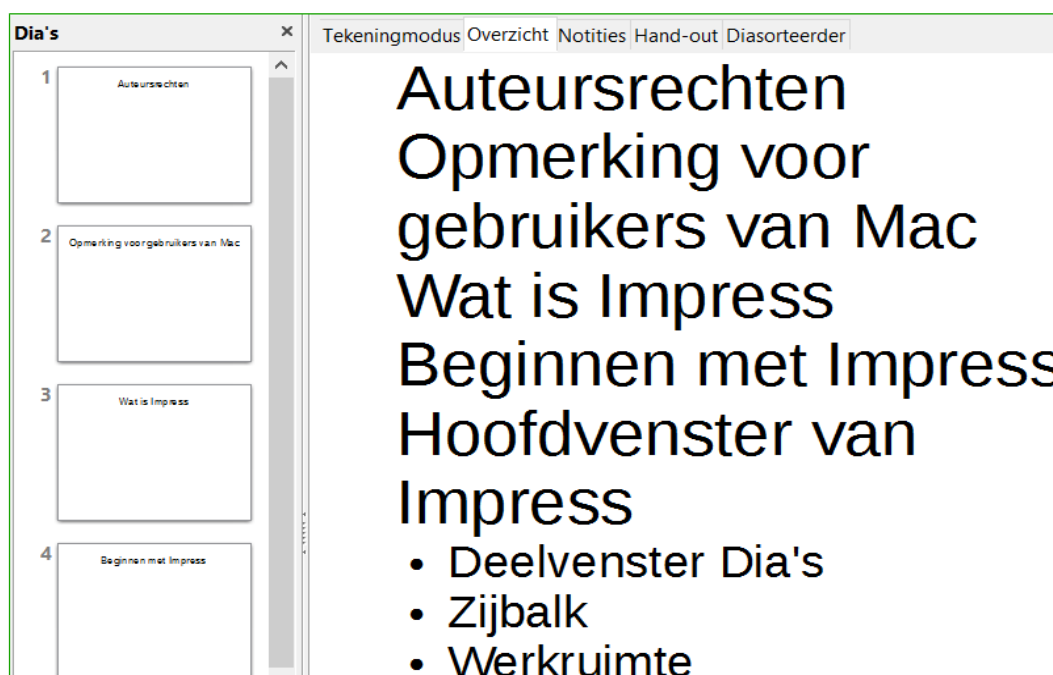 Dia's ×
Tekeningmodus Overzicht Notities Hand-out Diasorteerder
1
Auteursrechten
2
Opmerking voor gebruikers van Mac
3
Wat is Impress
4
Beginnen met Impress
Auteursrechten
Opmerking voor
gebruikers van Mac
Wat is Impress
Beginnen met Impress
Hoofdvenster van
Impress
• Deelvenster Dia's
• Zijbalk
• Werkruimte